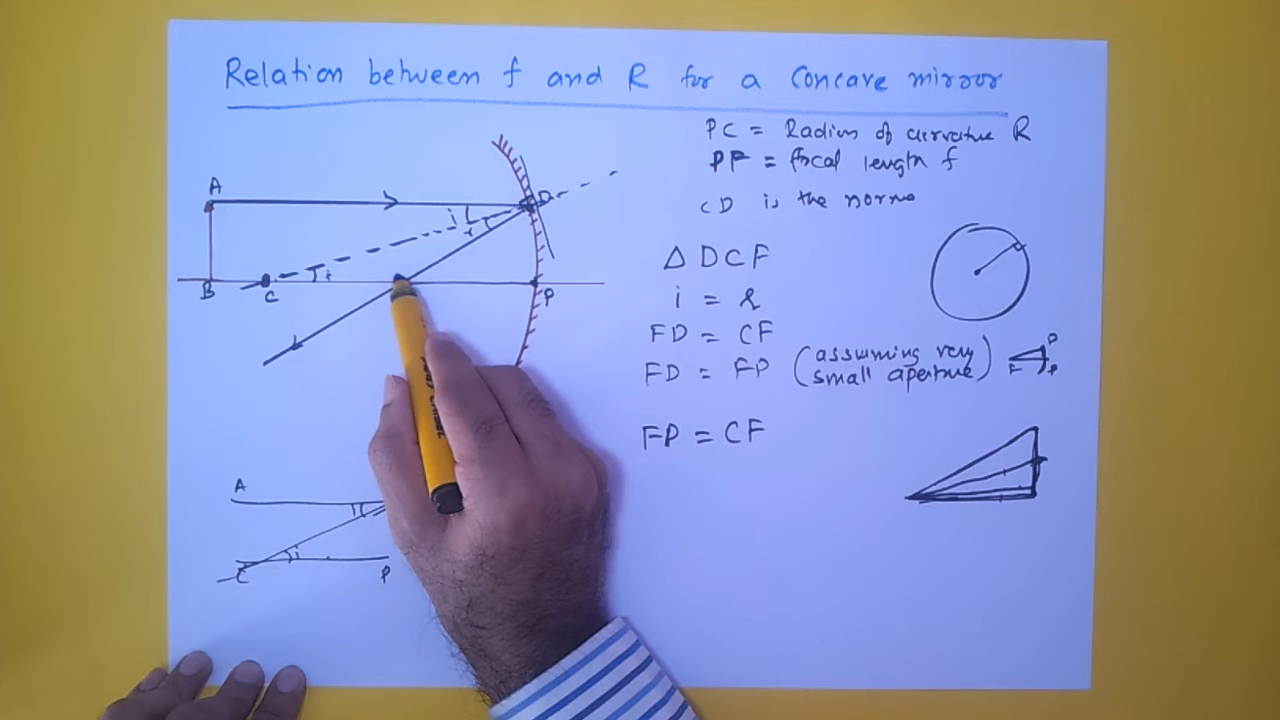 Relation between f and R for a Concave mirror
PC = Radius of curvature R
PF = focal length f
CD is the norma
A
D
i
r
i
B
C
P
Δ DCF
i = r
FD = CF
FD = FP (assuming very
small aperture)
D
F
P
FP = CF
A
i
C
P